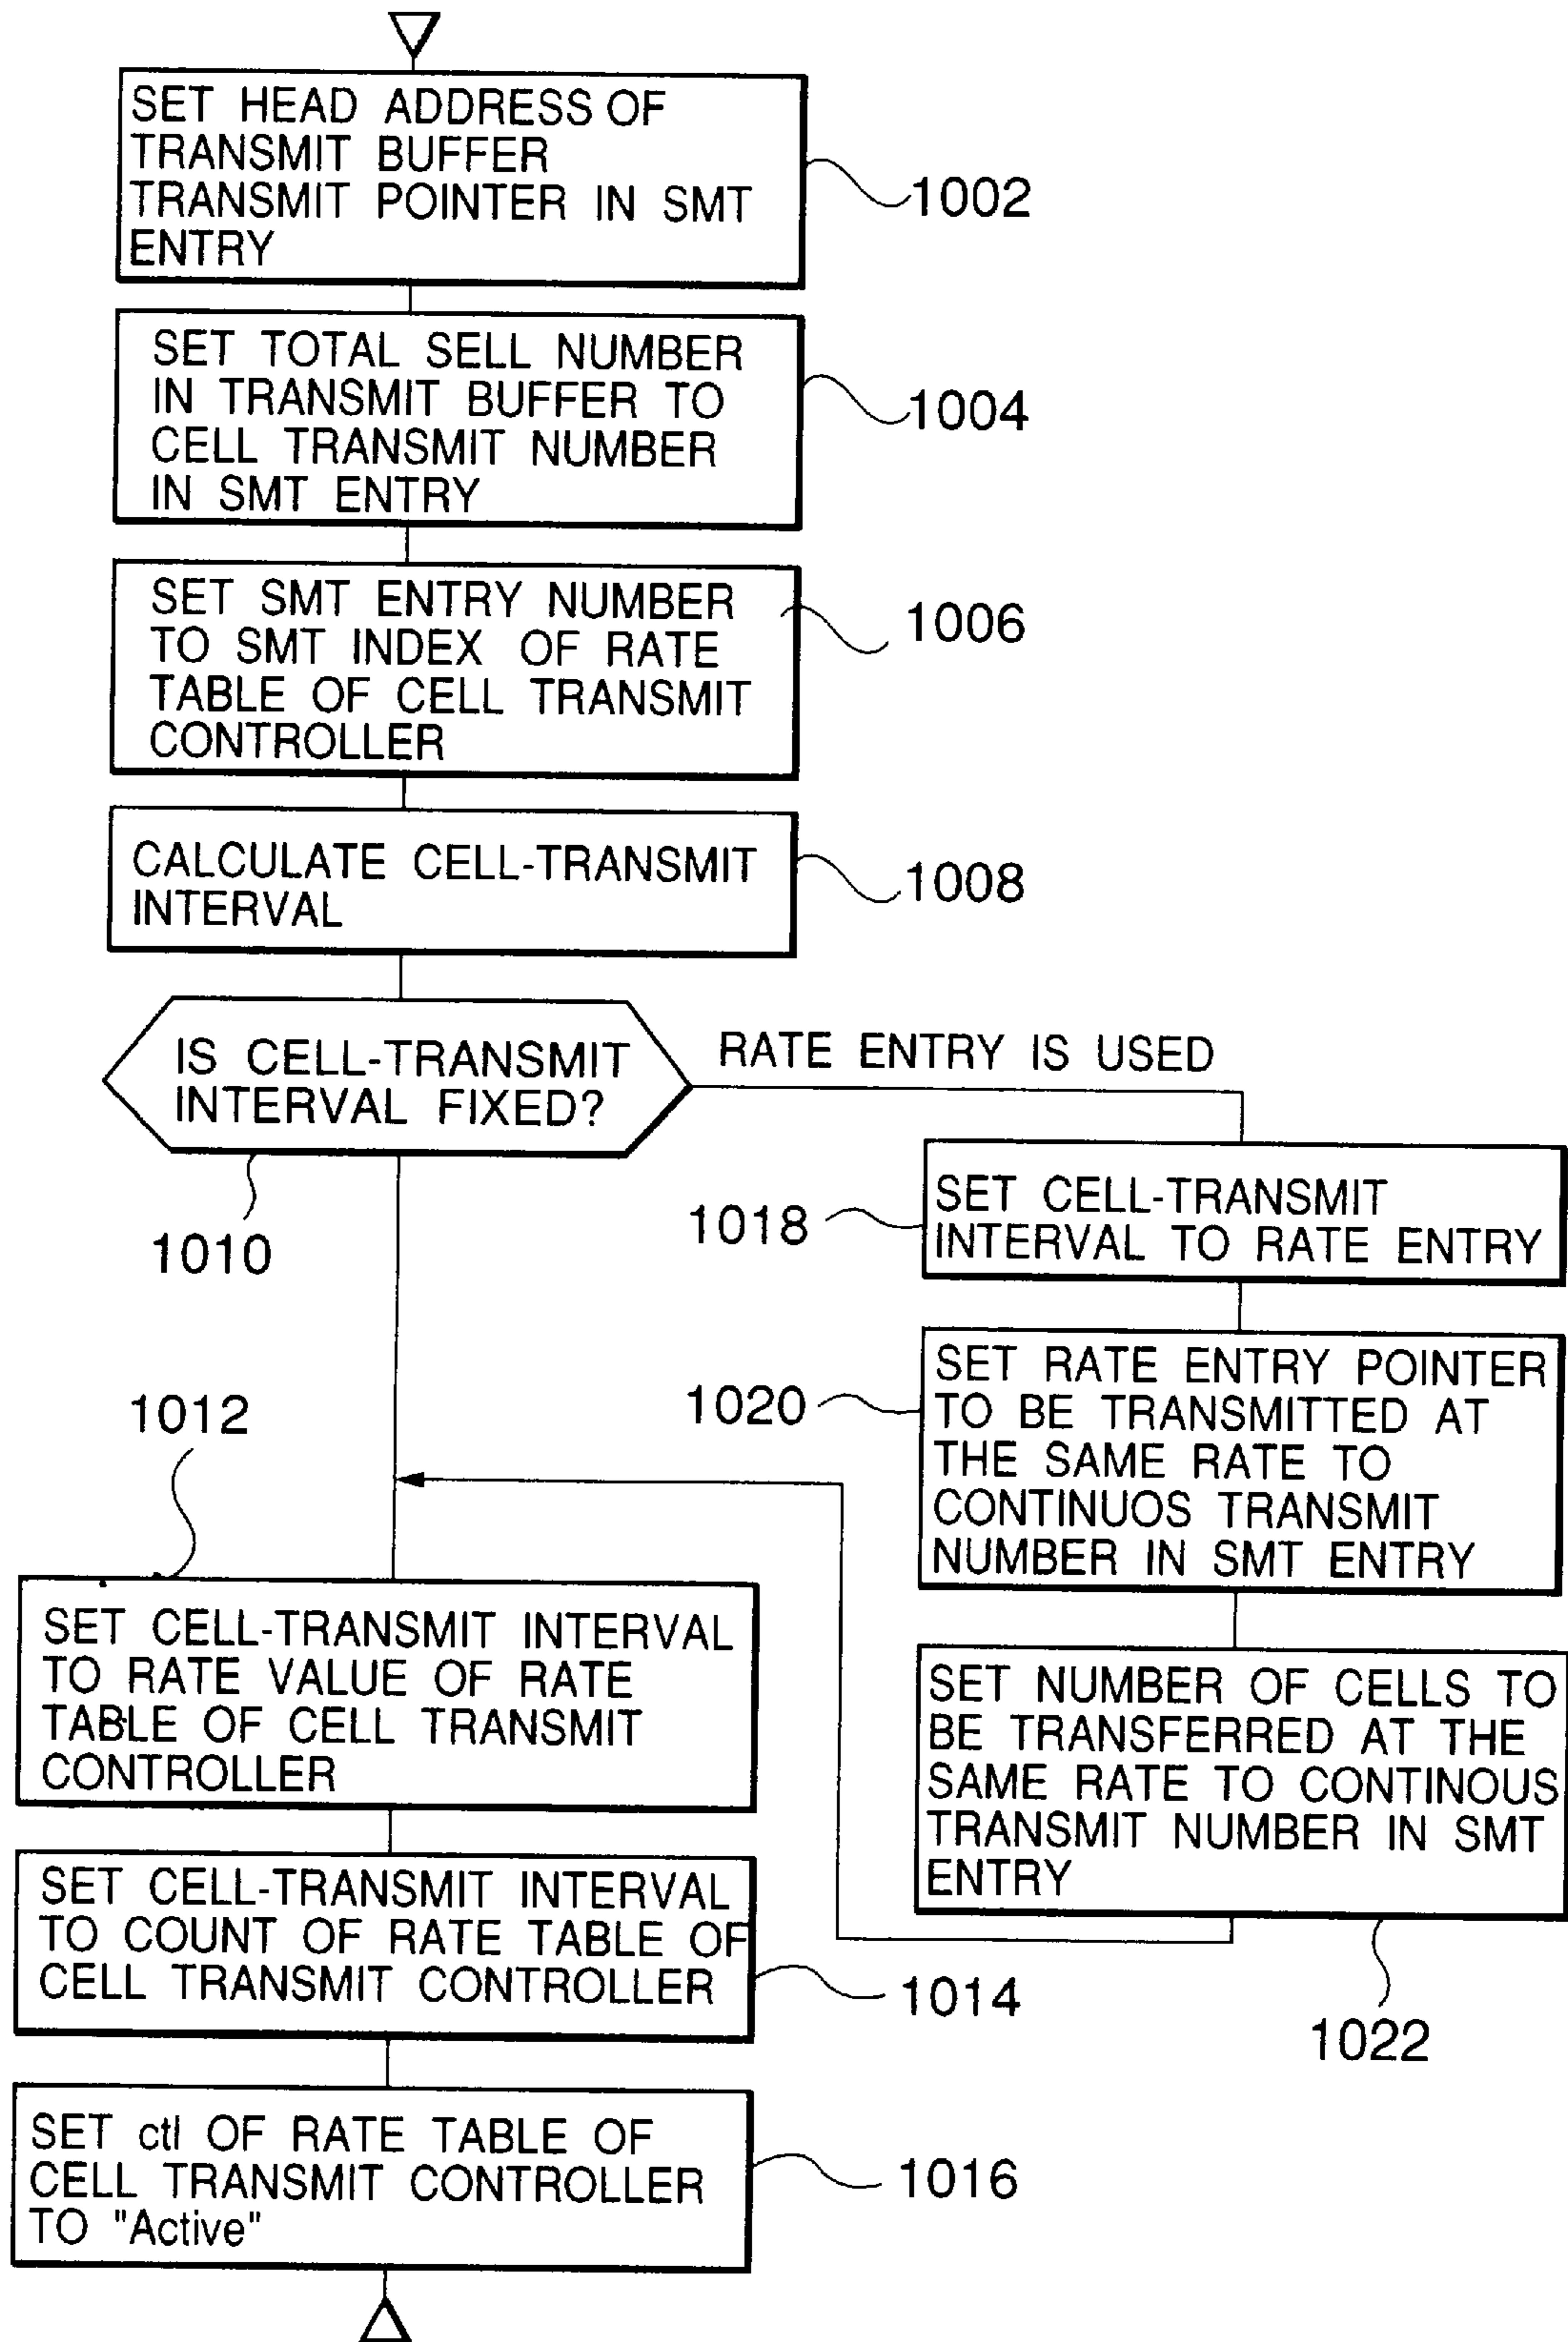 SET HEAD ADDRESS OF
TRANSMIT BUFFER
TRANSMIT POINTER IN SMT
ENTRY
1002
SET TOTAL SELL NUMBER
IN TRANSMIT BUFFER TO
CELL TRANSMIT NUMBER
IN SMT ENTRY
1004
SET SMT ENTRY NUMBER
TO SMT INDEX OF RATE
TABLE OF CELL TRANSMIT
CONTROLLER
1006
CALCULATE CELL-TRANSMIT
INTERVAL
1008
IS CELL-TRANSMIT
INTERVAL FIXED?
1010
RATE ENTRY IS USED
SET CELL-TRANSMIT
INTERVAL TO RATE ENTRY
1018
SET RATE ENTRY POINTER
TO BE TRANSMITTED AT
THE SAME RATE TO
CONTINUOS TRANSMIT
NUMBER IN SMT ENTRY
1020
SET NUMBER OF CELLS TO
BE TRANSFERRED AT THE
SAME RATE TO CONTINOUS
TRANSMIT NUMBER IN SMT
ENTRY
1022
1012
SET CELL-TRANSMIT INTERVAL
TO RATE VALUE OF RATE
TABLE OF CELL TRANSMIT
CONTROLLER
SET CELL-TRANSMIT INTERVAL
TO COUNT OF RATE TABLE OF
CELL TRANSMIT CONTROLLER
1014
SET ctl OF RATE TABLE OF
CELL TRANSMIT CONTROLLER
TO "Active"
1016